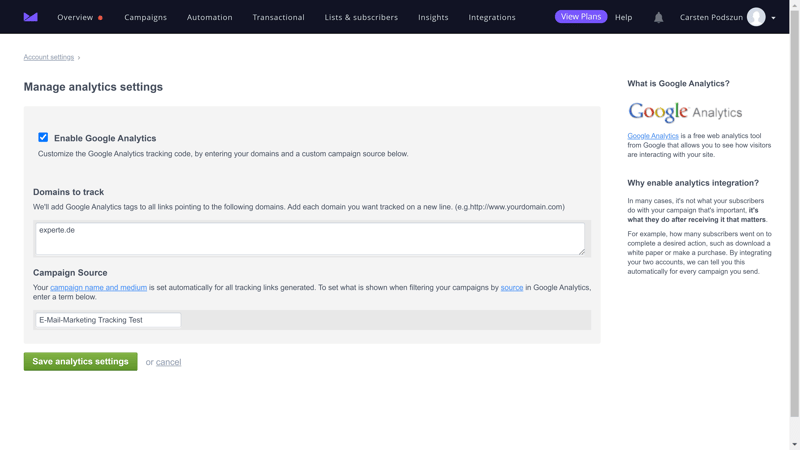 Overview Campaigns Automation Transactional Lists & subscribers Insights Integrations View Plans Help Carsten Podszun
Account settings ›
Manage analytics settings
Enable Google Analytics
Customize the Google Analytics tracking code, by entering your domains and a custom campaign source below.
Domains to track
We'll add Google Analytics tags to all links pointing to the following domains. Add each domain you want tracked on a new line. (e.g.http://www.yourdomain.com)
experte.de
Campaign Source
Your campaign name and medium is set automatically for all tracking links generated. To set what is shown when filtering your campaigns by source in Google Analytics,
enter a term below.
E-Mail-Marketing Tracking Test
Save analytics settings or cancel
What is Google Analytics?
Google Analytics
Google Analytics is a free web analytics tool
from Google that allows you to see how visitors
are interacting with your site.
Why enable analytics integration?
In many cases, it's not what your subscribers
do with your campaign that's important, it's
what they do after receiving it that matters.
For example, how many subscribers went on to
complete a desired action, such as download a
white paper or make a purchase. By integrating
your two accounts, we can tell you this
automatically for every campaign you send.